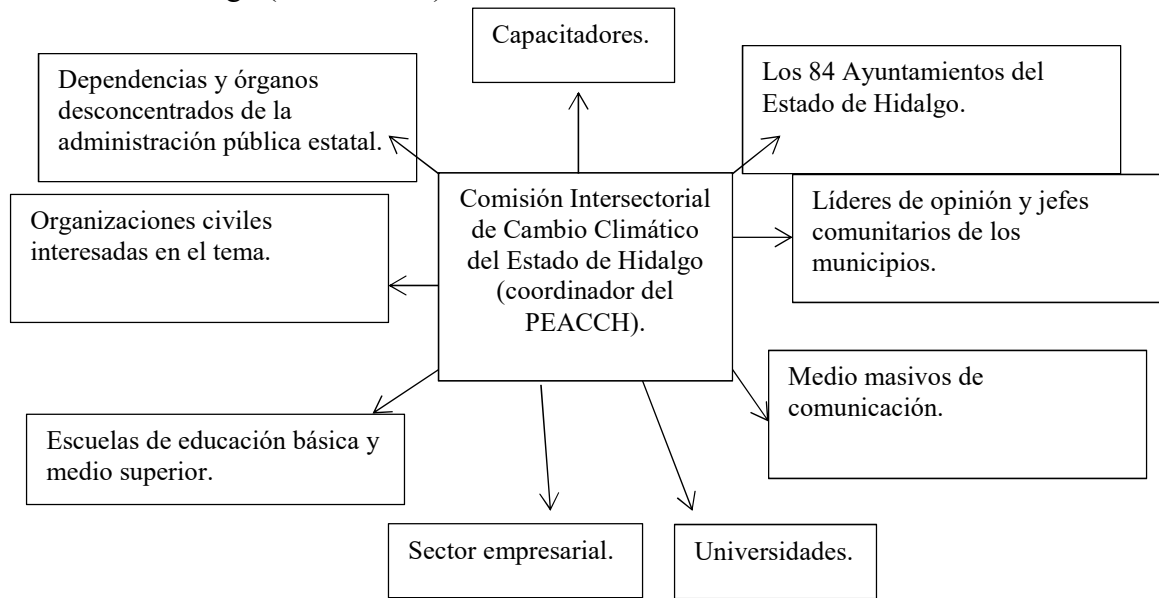 Capacitadores.
Dependencias y órganos
desconcentrados de la
administración pública estatal.
Los 84 Ayuntamientos del
Estado de Hidalgo.
Organizaciones civiles
interesadas en el tema.
Comisión Intersectorial
de Cambio Climático
del Estado de Hidalgo
(coordinador del
PEACCH).
Líderes de opinión y jefes
comunitarios de los
municipios.
Medio masivos de
comunicación.
Escuelas de educación básica y
medio superior.
Sector empresarial.
Universidades.